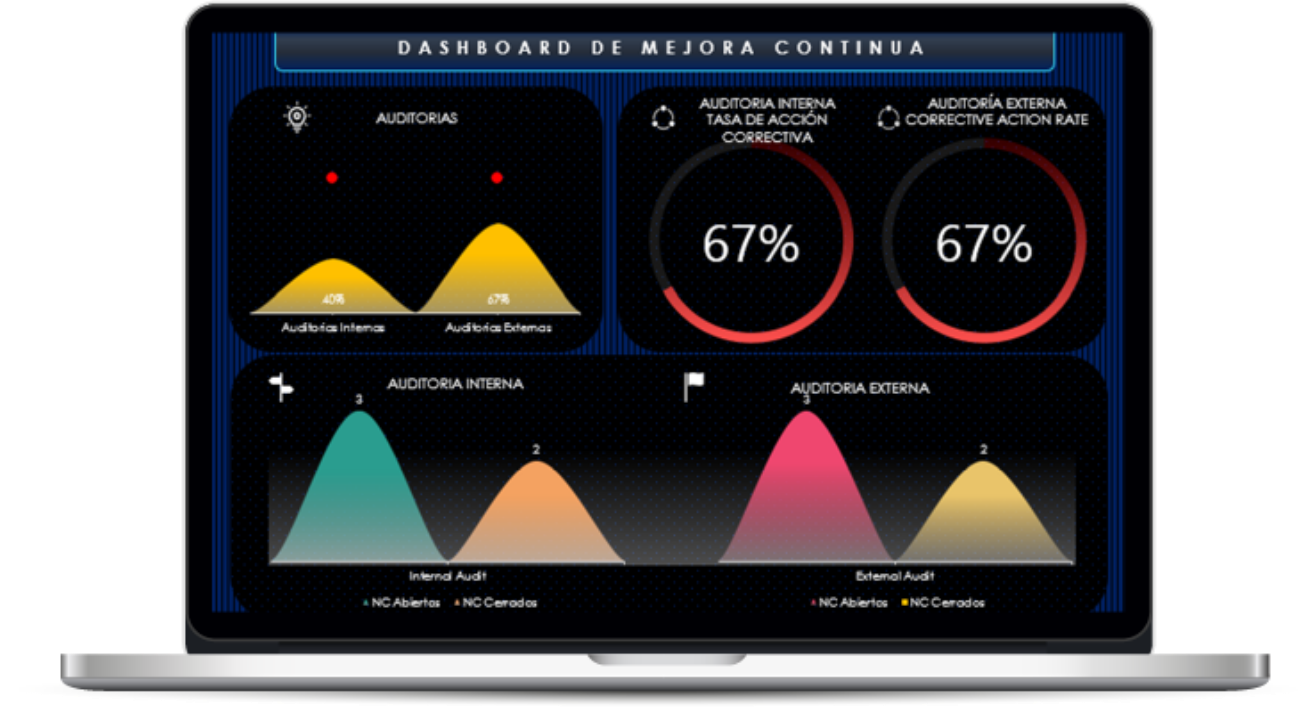 DASHBOARD DE MEJORA CONTINUA
AUDITORIAS
40%
67%
Auditorias Internas
Auditorias Externas
AUDITORIA INTERNA
TASA DE ACCIÓN
CORRECTIVA
67%
AUDITORÍA EXTERNA
CORRECTIVE ACTION RATE
67%
AUDITORIA INTERNA
3
2
Internal Audit
NC Abiertos
NC Cerrados
AUDITORIA EXTERNA
3
2
External Audit
NC Abiertos
NC Cerrados